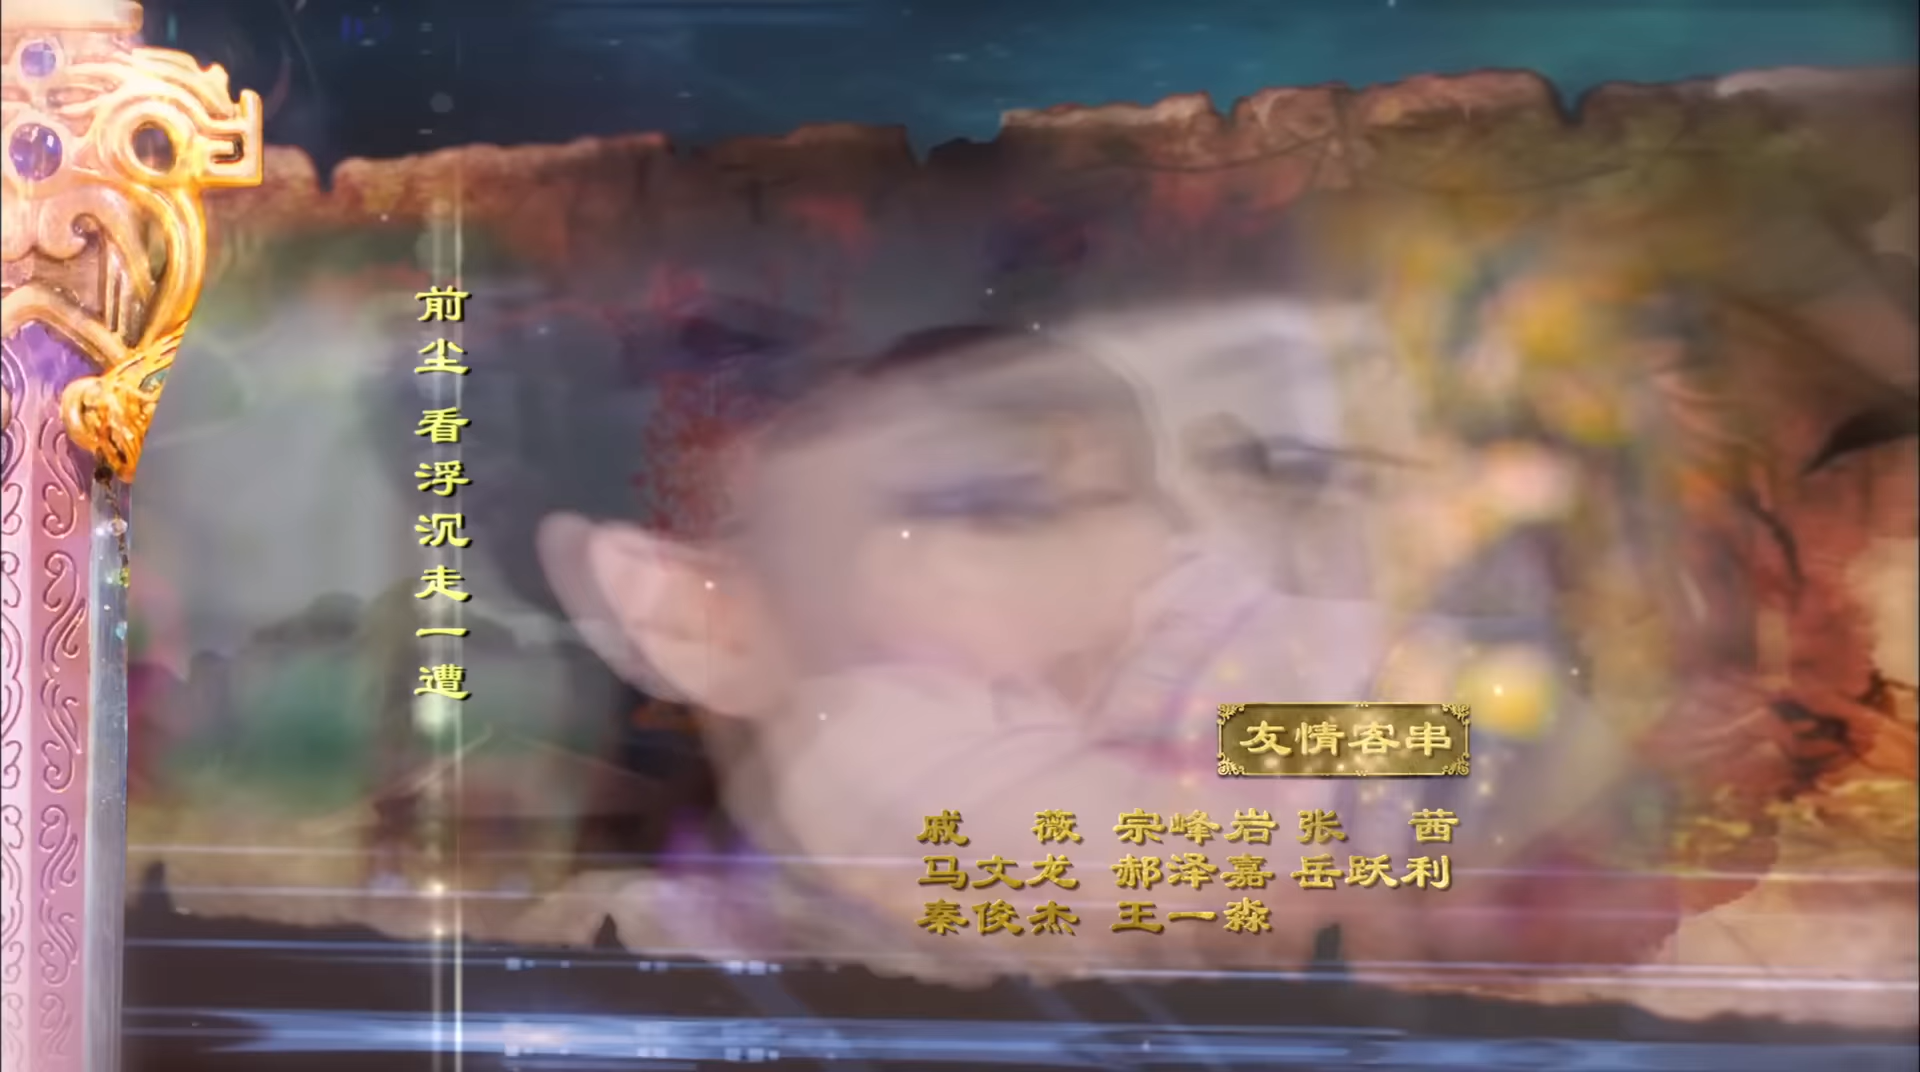 前尘 看浮沉走一遭
友情客串
戚薇 宗峰岩 张茜
马文龙 郝泽嘉 岳跃利
秦俊杰 王一淼